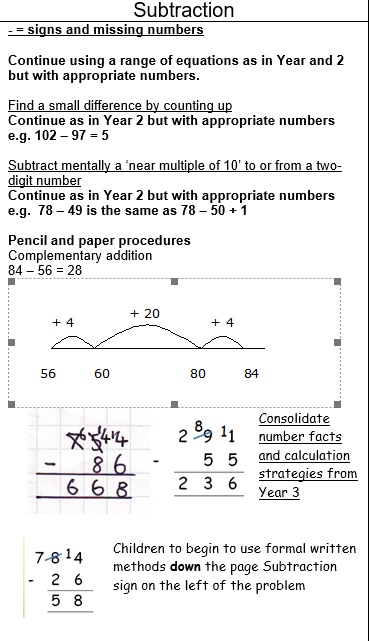 Subtraction
- = signs and missing numbers
Continue using a range of equations as in Year and 2
but with appropriate numbers.
Find a small difference by counting up
Continue as in Year 2 but with appropriate numbers
e.g. 102 – 97 = 5
Subtract mentally a ‘near multiple of 10’ to or from a two-
digit number
Continue as in Year 2 but with appropriate numbers
e.g.  78 – 49 is the same as 78 – 50 + 1
Pencil and paper procedures
Complementary addition
84 – 56 = 28
+ 4 + 20 + 4
56 60 80 84
7 6 5 14 14
- 8 6
6 6 8
2 8 9 11
- 5 5
2 3 6
Consolidate
number facts
and calculation
strategies from
Year 3
7 8 14
- 2 6
5 8
Children to begin to use formal written
methods down the page Subtraction
sign on the left of the problem